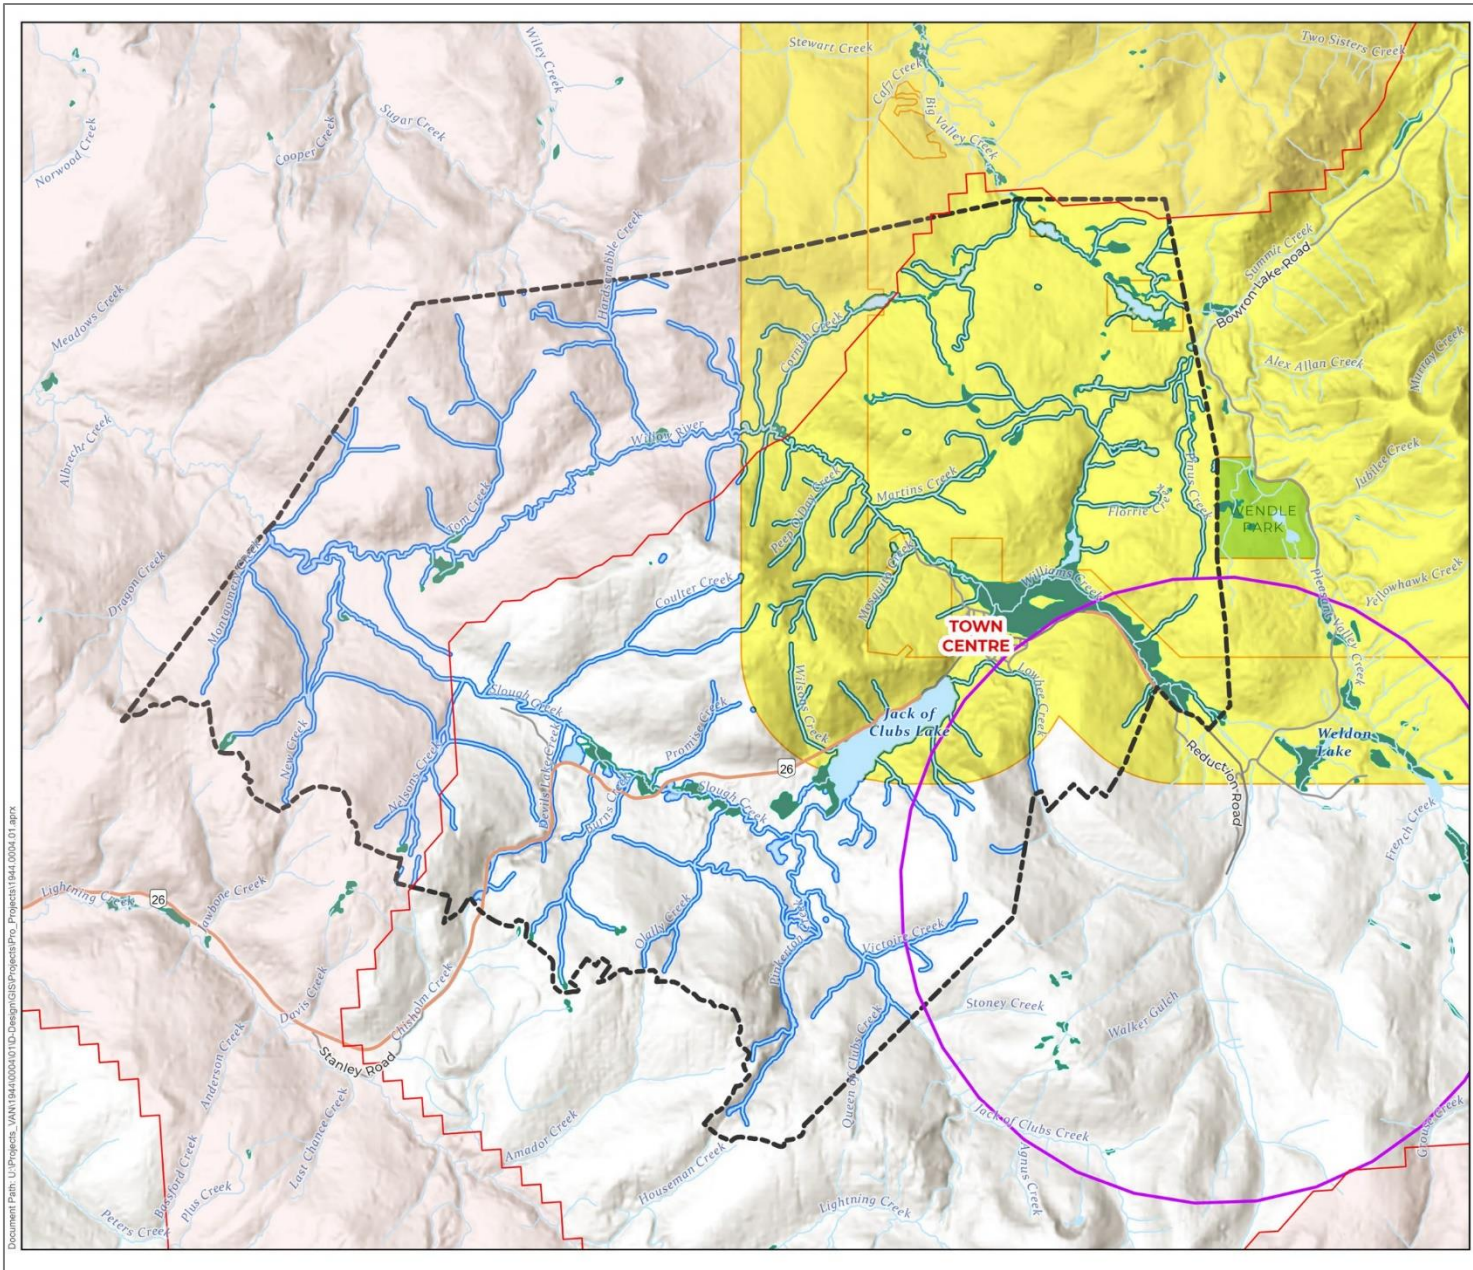 Stewart Creek
Two Sisters Creek
Wiley Creek
Big Valley Creek
Sugar Creek
Cooper Creek
Norwood Creek
Hardscrabble Creek
Summit Creek
Bowron Lake Road
Meadows Creek
Cornish Creek
Alex Allan Creek
Murray Creek
Albrecht Creek
Willow River
Jubilee Creek
Pinus Creek
Martins Creek
Peep O Day Creek
Tom Creek
Florrie Creek
WENDLE
PARK
Dragon Creek
Montgomery Creek
Coulter Creek
Mosquito Creek
Williams Creek
Yellowhawk Creek
Pleasant Valley Creek
TOWN
CENTRE
Lowhee Creek
Wilsons Creek
Slough Creek
Promise Creek
Jack of
Clubs Lake
Weldon
Lake
New Creek
Nelsons Creek
Devils Lake Creek
Burns Creek
Slough Creek
26
Reduction Road
French Creek
Lightning Creek
26
Jawbone Creek
Olally Creek
Pinkerton Creek
Victoire Creek
Davis Creek
Chisholm Creek
Stanley Road
Anderson Creek
Stoney Creek
Walker Gulch
Queen of Clubs Creek
Jack of Clubs Creek
Last Chance Creek
Amador Creek
Agnus Creek
Grouse Creek
Bassford Creek
Plus Creek
Houseman Creek
Lightning Creek
Peters Creek